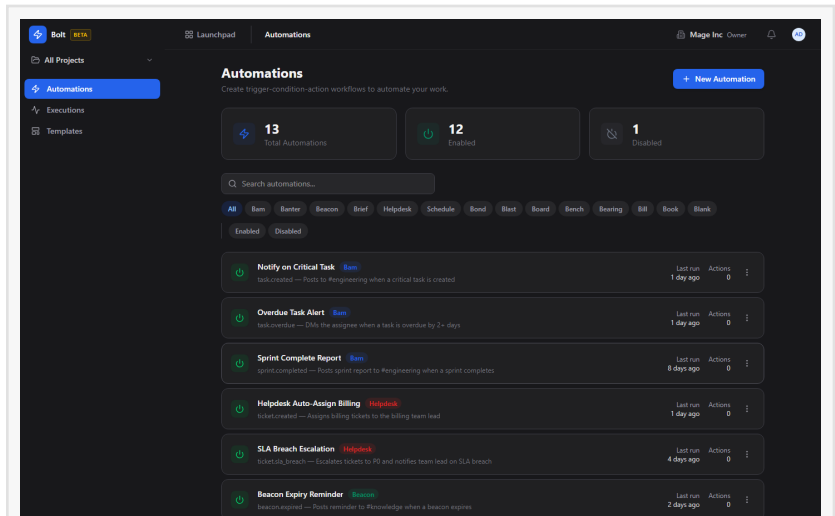 Bolt BETA
Launchpad Automations Mage Inc Owner AD
All Projects
Automations
Executions
Templates
Automations
Create trigger-condition-action workflows to automate your work.
+ New Automation
13
Total Automations
12
Enabled
1
Disabled
Search automations...
All Bam Banter Beacon Brief Helpdesk Schedule Bond Blast Board Bench Bearing Bill Book Blank
Enabled Disabled
Notify on Critical Task Bam
task.created — Posts to #engineering when a critical task is created
Last run Actions
1 day ago 0
Overdue Task Alert Bam
task.overdue — DMs the assignee when a task is overdue by 2+ days
Last run Actions
1 day ago 0
Sprint Complete Report Bam
sprint.completed — Posts sprint report to #engineering when a sprint completes
Last run Actions
8 days ago 0
Helpdesk Auto-Assign Billing Helpdesk
ticket.created — Assigns billing tickets to the billing team lead
Last run Actions
1 day ago 0
SLA Breach Escalation Helpdesk
ticket.sla_breach — Escalates tickets to P0 and notifies team lead on SLA breach
Last run Actions
4 days ago 0
Beacon Expiry Reminder Beacon
beacon.expired — Posts reminder to #knowledge when a beacon expires
Last run Actions
2 days ago 0